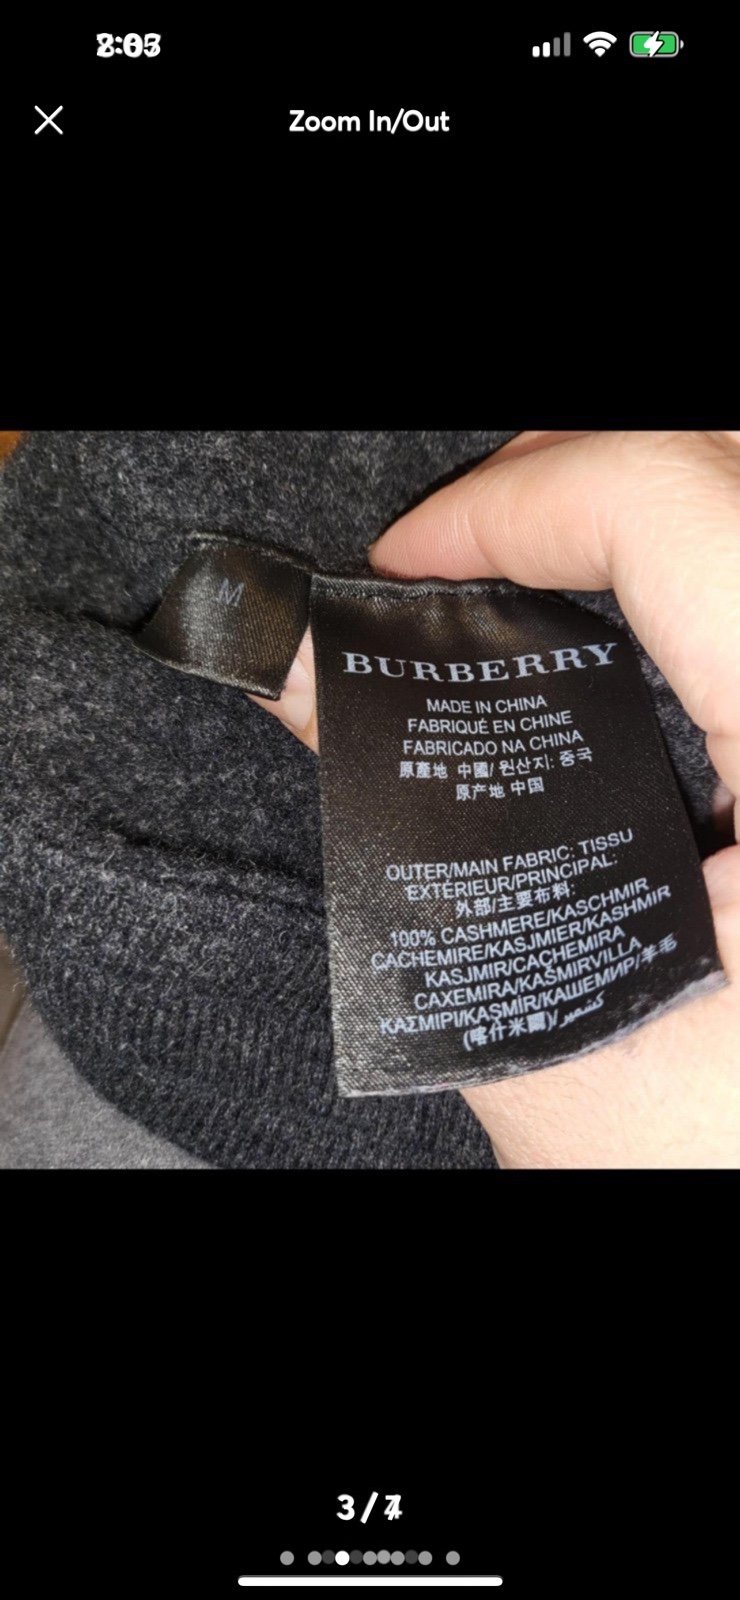 Zoom In/Out
M
BURBERRY
MADE IN CHINA
FABRIQUÉ EN CHINE
FABRICADO NA CHINA
原產地 中國/ 원산지: 중국
原产地 中国
OUTER/MAIN FABRIC: TISSU
EXTÉRIEUR/PRINCIPAL:
外部/主要布料:
100% CASHMERE/KASCHMIR
CACHEMIRE/KASJMIER/KASHMIR
KASJMIR/CACHEMIRA
CAXEMIRA/KAŠMIRVILLA
ΚΑΣΜΙΡΙ/KAŞMİR/КАШЕМИР/羊毛
(喀什米爾)/كشمير
3/